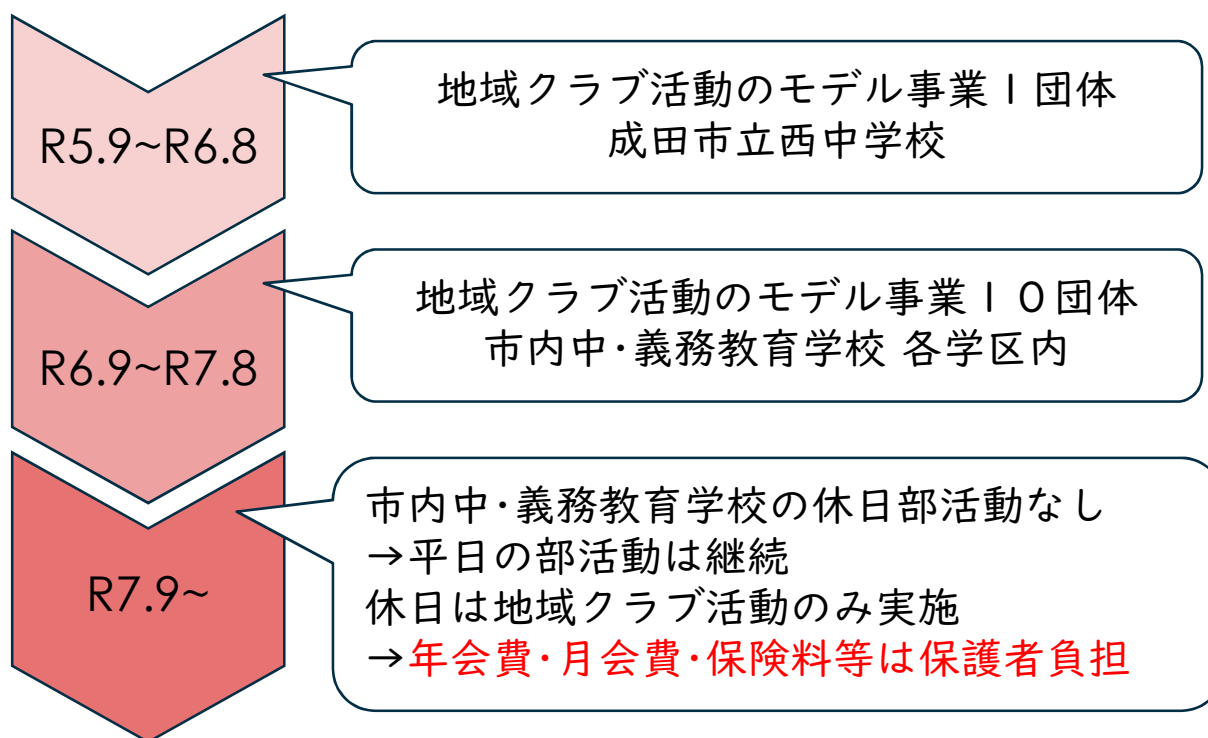 R5.9~R6.8
地域クラブ活動のモデル事業1団体
成田市立西中学校
R6.9~R7.8
地域クラブ活動のモデル事業10団体
市内中・義務教育学校 各学区内
R7.9~
市内中・義務教育学校の休日部活動なし
→平日の部活動は継続
休日は地域クラブ活動のみ実施
→年会費・月会費・保険料等は保護者負担